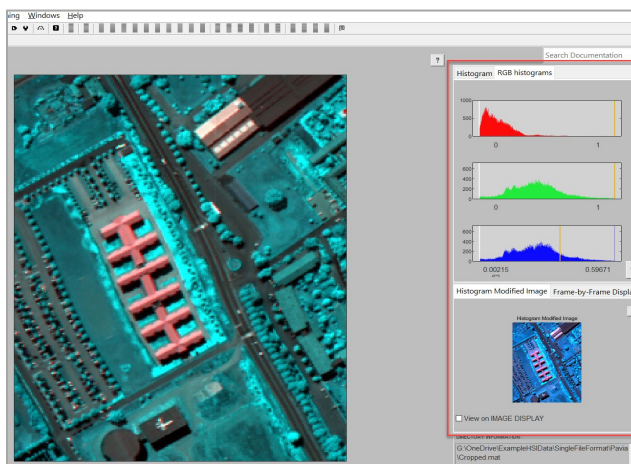 ing Windows Help
?
Search Documentation
Histogram RGB histograms
1000
500
0
0 1
600
400
200
0
0 1
600
400
200
0
0.00215 0.59671
Histogram Modified Image Frame-by-Frame Displa
Histogram Modified Image
View on IMAGE DISPLAY
DIRECTORY INFORMATION
G:\OneDrive\ExampleHSIData\SingleFileFormat\Pavia
\Cropped.mat